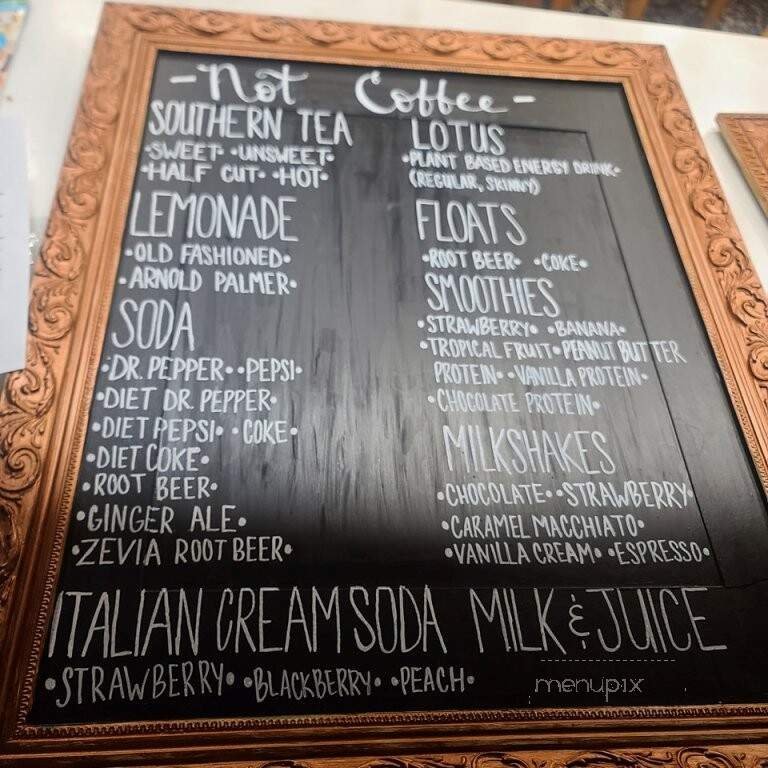 -Not Coffee-
SOUTHERN TEA
•SWEET• •UNSWEET•
•HALF CUT• •HOT•
LEMONADE
•OLD FASHIONED•
•ARNOLD PALMER•
SODA
•DR. PEPPER• •PEPSI•
•DIET DR. PEPPER•
•DIET PEPSI• •COKE•
•DIET COKE•
•ROOT BEER•
•GINGER ALE•
•ZEVIA ROOT BEER•
LOTUS
•PLANT BASED ENERGY DRINK•
(REGULAR, SKINNY)
FLOATS
•ROOT BEER• •COKE•
SMOOTHIES
•STRAWBERRY• •BANANA•
•TROPICAL FRUIT• PEANUT BUTTER
PROTEIN• •VANILLA PROTEIN•
•CHOCOLATE PROTEIN•
MILKSHAKES
•CHOCOLATE• •STRAWBERRY•
•CARAMEL MACCHIATO•
•VANILLA CREAM• •ESPRESSO•
ITALIAN CREAM SODA
•STRAWBERRY• •BLACKBERRY• •PEACH•
MILK & JUICE
menupix